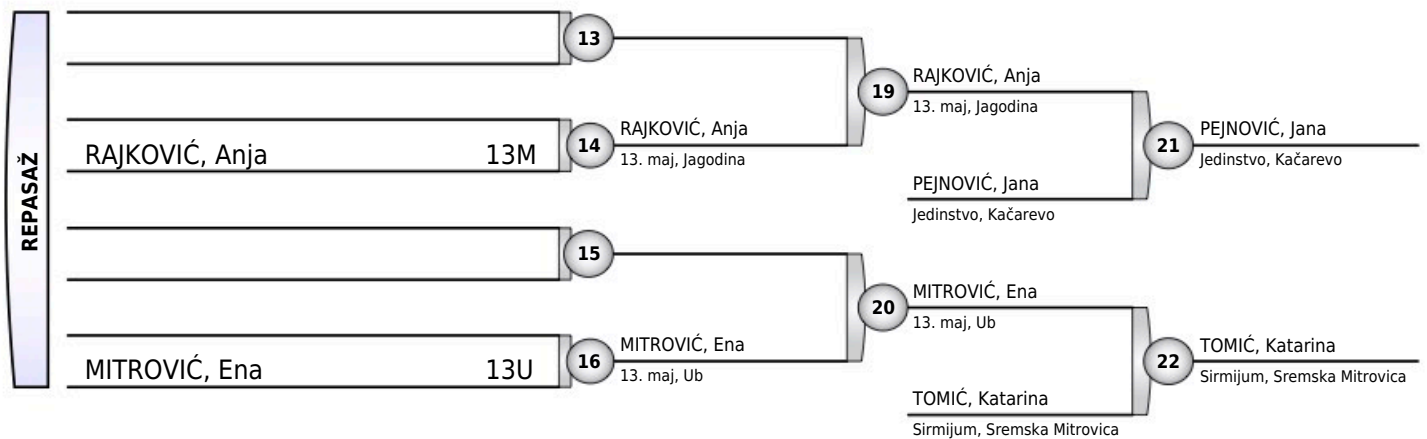 REPASAŽ
13
RAJKOVIĆ, Anja 13M
14
RAJKOVIĆ, Anja
13. maj, Jagodina
19
RAJKOVIĆ, Anja
13. maj, Jagodina
PEJNOVIĆ, Jana
Jedinstvo, Kačarevo
21
PEJNOVIĆ, Jana
Jedinstvo, Kačarevo
15
MITROVIĆ, Ena 13U
16
MITROVIĆ, Ena
13. maj, Ub
20
MITROVIĆ, Ena
13. maj, Ub
TOMIĆ, Katarina
Sirmijum, Sremska Mitrovica
22
TOMIĆ, Katarina
Sirmijum, Sremska Mitrovica